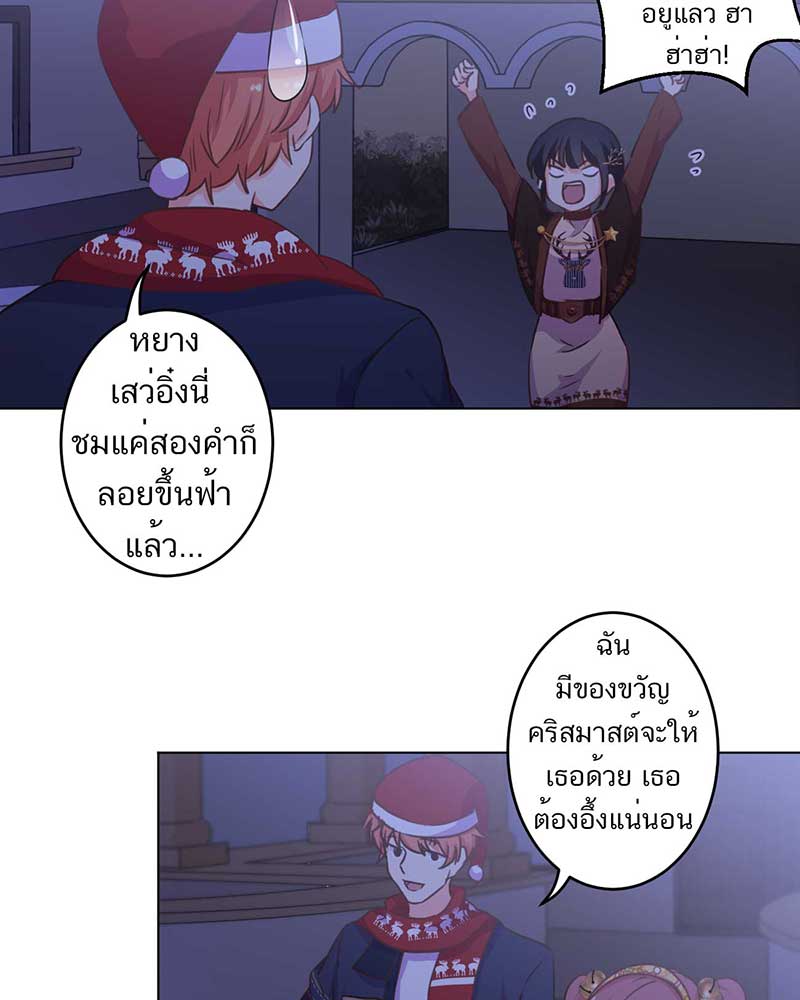 อยู่แล้ว ฮา
ฮ่าฮ่า!
หยาง
เสว่อิ๋งนี่
ชมแค่สองคำก็
ลอยขึ้นฟ้า
แล้ว...
ฉัน
มีของขวัญ
คริสมาสต์จะให้
เธอด้วย เธอ
ต้องอึ้งแน่นอน